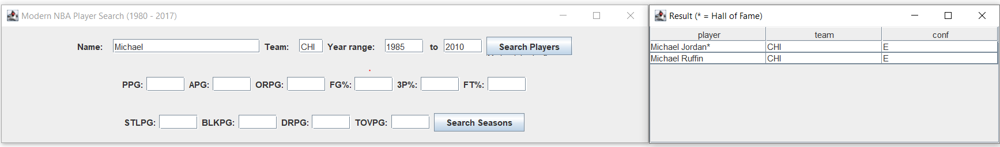 Modern NBA Player Search (1980 - 2017)
Name: Michael Team: CHI Year range: 1985 to 2010 Search Players
PPG: APG: ORPG: FG%: 3P%: FT%:
STLPG: BLKPG: DRPG: TOVPG: Search Seasons
Result (* = Hall of Fame)
player team conf
Michael Jordan* CHI E
Michael Ruffin CHI E